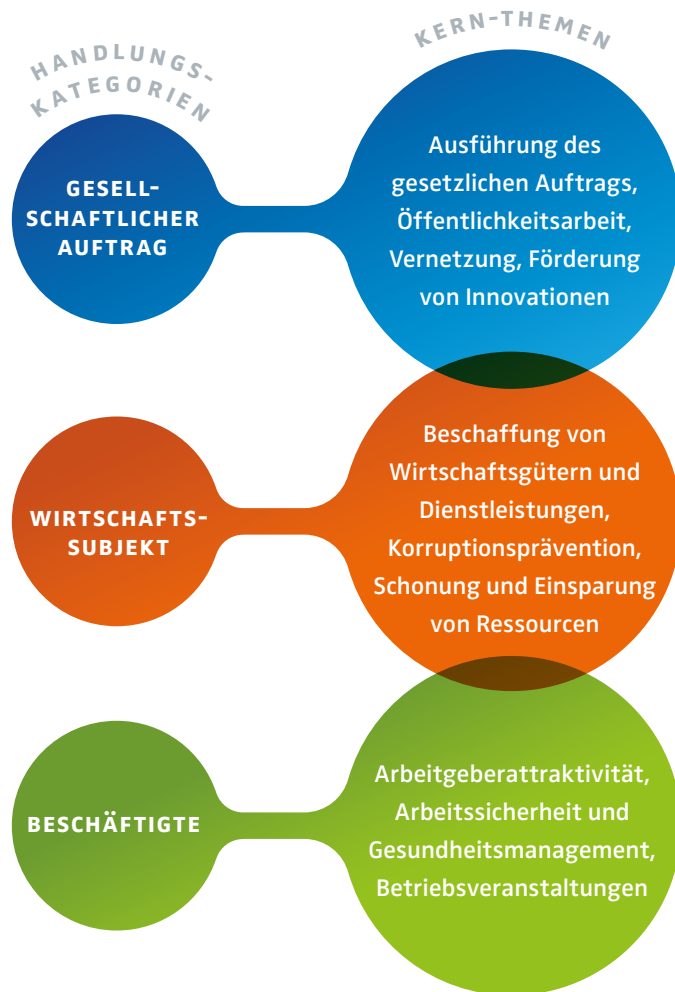 HANDLUNGS-
KATEGORIEN
KERN-THEMEN
GESELL-
SCHAFTLICHER
AUFTRAG
Ausführung des
gesetzlichen Auftrags,
Öffentlichkeitsarbeit,
Vernetzung, Förderung
von Innovationen
WIRTSCHAFTS-
SUBJEKT
Beschaffung von
Wirtschaftsgütern und
Dienstleistungen,
Korruptionsprävention,
Schonung und Einsparung
von Ressourcen
BESCHÄFTIGTE
Arbeitgeberattraktivität,
Arbeitssicherheit und
Gesundheitsmanagement,
Betriebsveranstaltungen